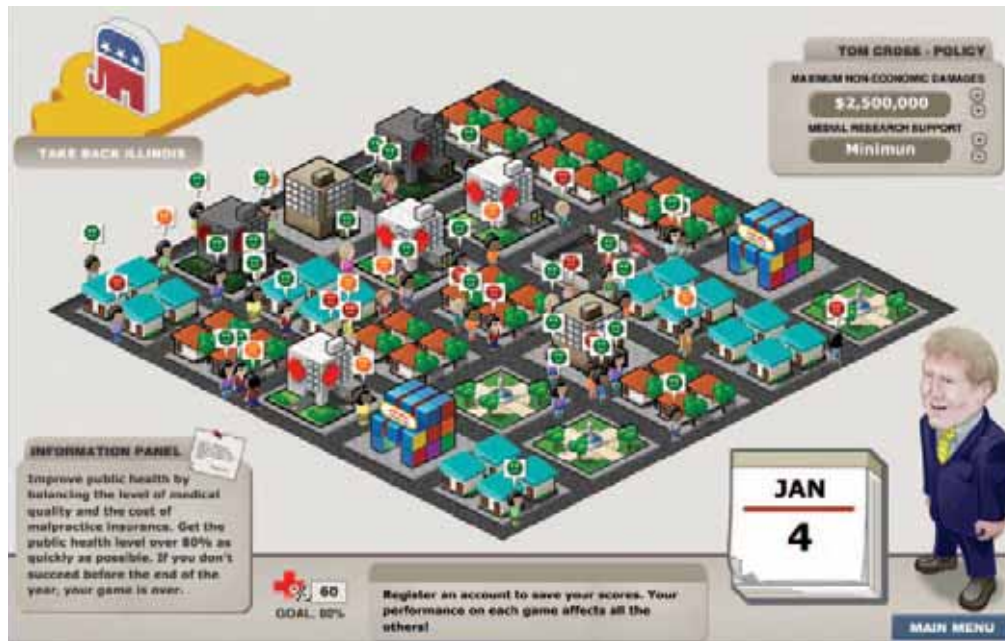 TAKE BACK ILLINOIS
TOM CROSS - POLICY
MAXIMUM NON-ECONOMIC DAMAGES
$2,500,000
MEDIAL RESEARCH SUPPORT
Minimun
INFORMATION PANEL
Improve public health by
balancing the level of medical
quality and the cost of
malpractice insurance. Get the
public health level over 80% as
quickly as possible. If you don't
succeed before the end of the
year, your game is over.
JAN
4
% 60
GOAL. 80%
Register an account to save your scores. Your
performance on each game affects all the
others!
MAIN MENU